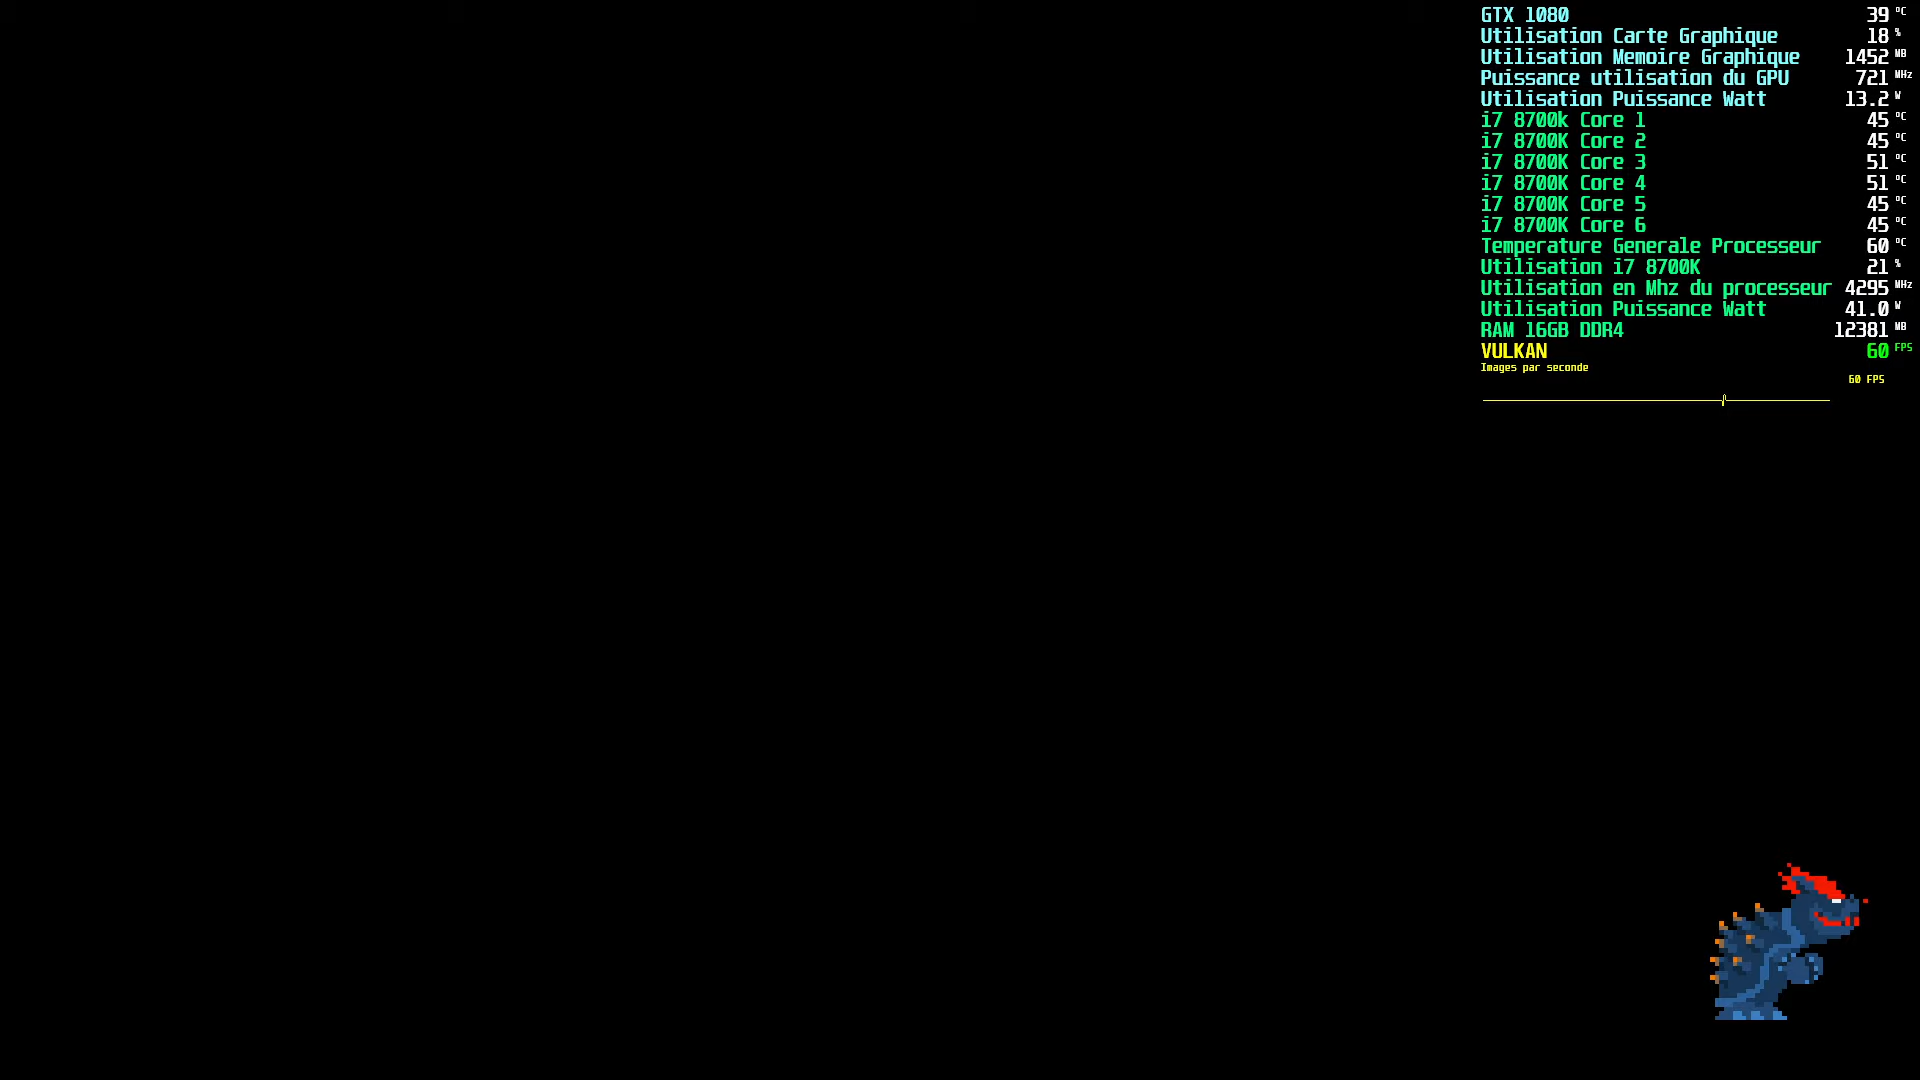 GTX 1080 39 °C
Utilisation Carte Graphique 18 %
Utilisation Memoire Graphique 1452 MB
Puissance utilisation du GPU 721 MHz
Utilisation Puissance Watt 13.2 W
i7 8700k Core 1 45 °C
i7 8700K Core 2 45 °C
i7 8700K Core 3 51 °C
i7 8700K Core 4 51 °C
i7 8700K Core 5 45 °C
i7 8700K Core 6 45 °C
Temperature Generale Processeur 60 °C
Utilisation i7 8700K 21 %
Utilisation en Mhz du processeur 4295 MHz
Utilisation Puissance Watt 41.0 W
RAM 16GB DDR4 12381 MB
VULKAN 60 FPS
Images par seconde
60 FPS